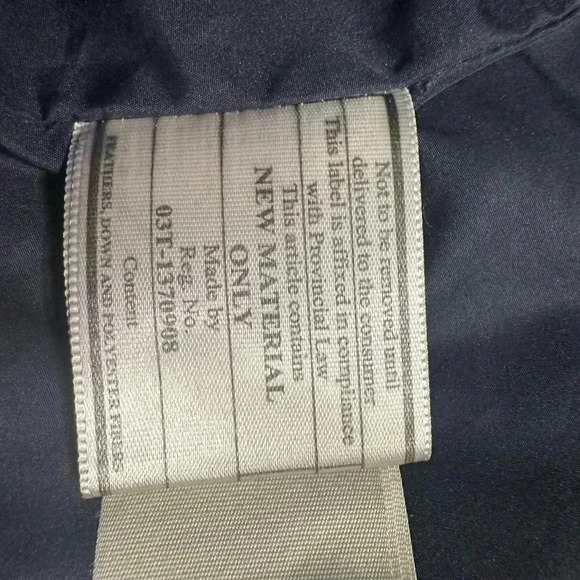 Not to be removed until
delivered to the consumer
This label is affixed in compliance
with Provincial Law
This article contains
NEW MATERIAL
ONLY
Made by
Reg. No.
03T-1370908
Content
FEATHERS, DOWN AND POLYESTER FIBERS